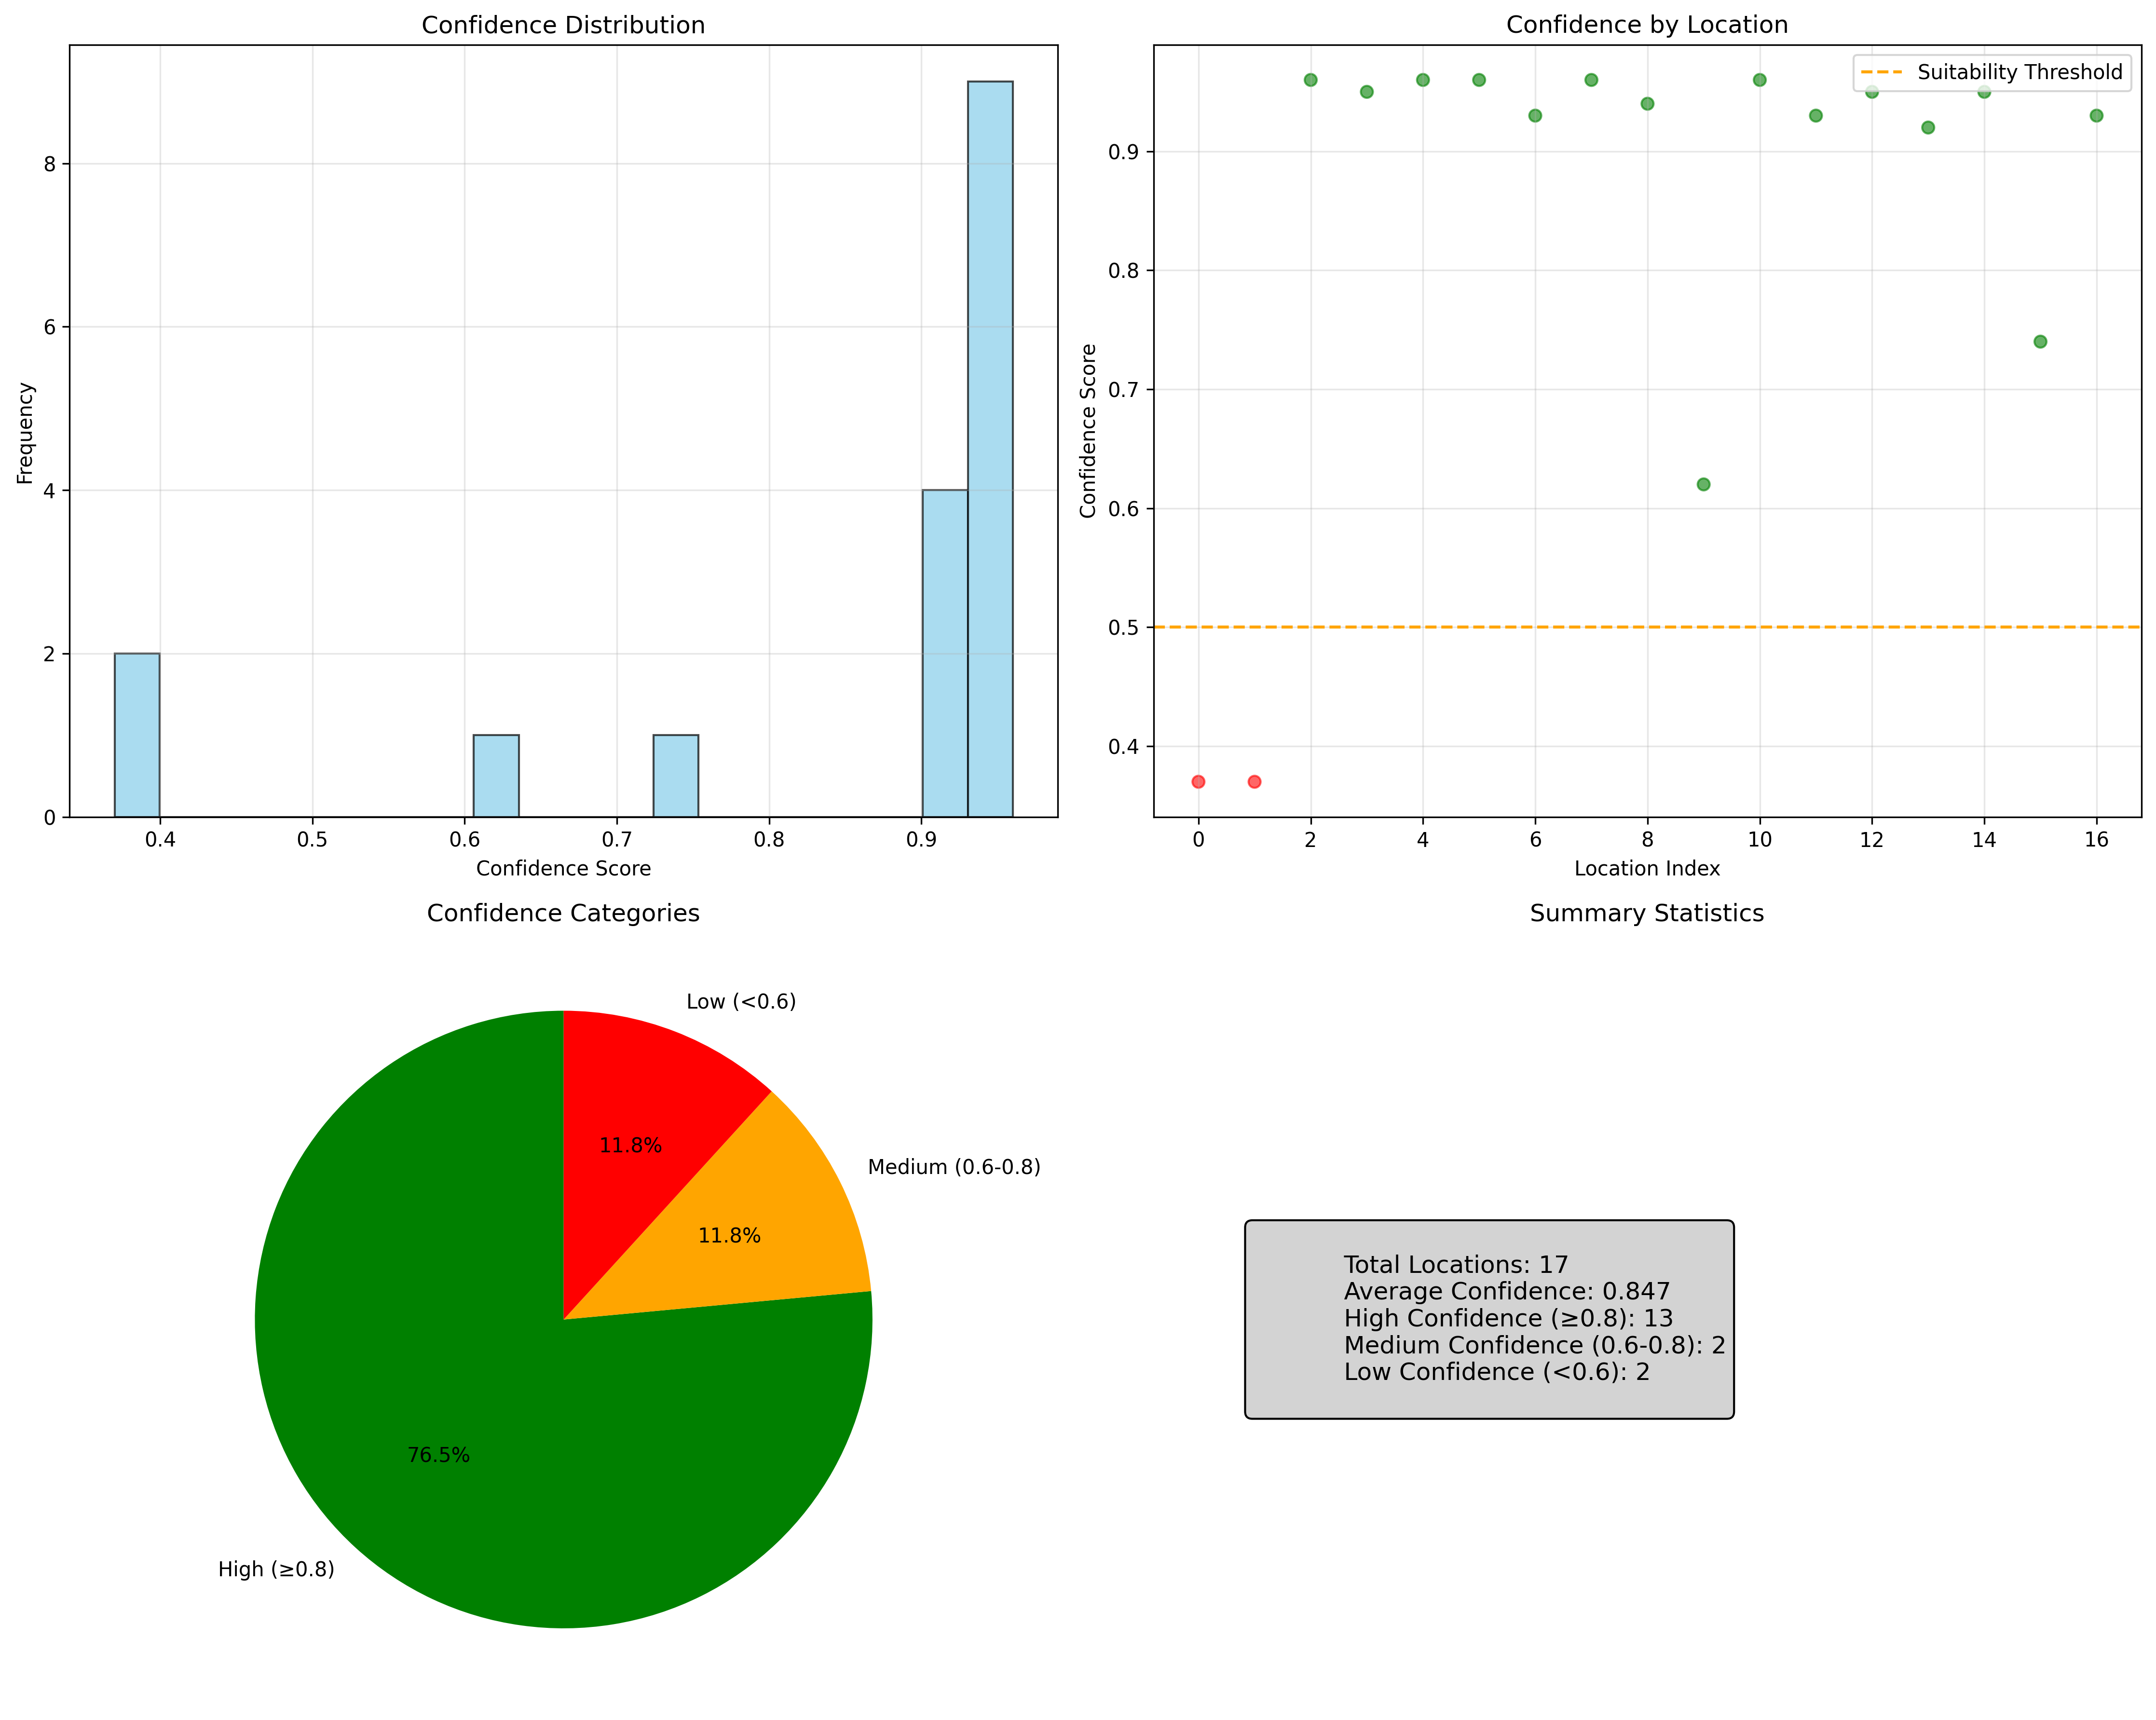 Confidence Distribution
8
6
4
2
0
Frequency
0.4 0.5 0.6 0.7 0.8 0.9
Confidence Score
Confidence by Location
Suitability Threshold
0.9
0.8
0.7
0.6
0.5
0.4
Confidence Score
0 2 4 6 8 10 12 14 16
Location Index
Confidence Categories
Low (<0.6)
11.8%
Medium (0.6-0.8)
11.8%
76.5%
High (≥0.8)
Summary Statistics
Total Locations: 17
Average Confidence: 0.847
High Confidence (≥0.8): 13
Medium Confidence (0.6-0.8): 2
Low Confidence (<0.6): 2